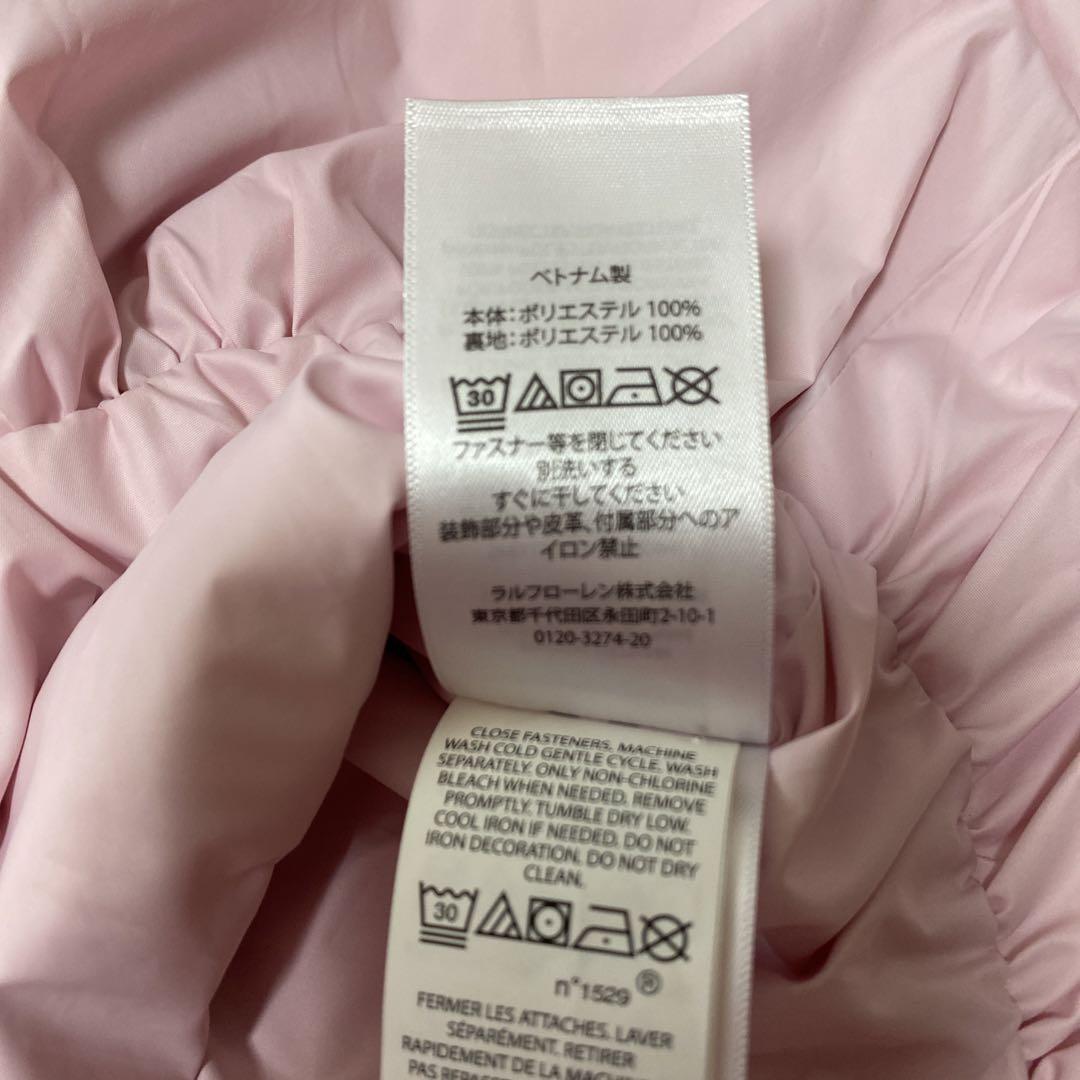 ベトナム製
本体:ポリエステル 100%
裏地:ポリエステル 100%
30
ファスナー等を閉じてください
別洗いする
すぐに干してください
装飾部分や皮革、付属部分へのア
イロン禁止
ラルフローレン株式会社
東京都千代田区永田町2-10-1
0120-3274-20
CLOSE FASTENERS. MACHINE
WASH COLD GENTLE CYCLE. WASH
SEPARATELY. ONLY NON-CHLORINE
BLEACH WHEN NEEDED. REMOVE
PROMPTLY. TUMBLE DRY LOW.
COOL IRON IF NEEDED. DO NOT
IRON DECORATION. DO NOT DRY
CLEAN.
30
n°1529 ®
FERMER LES ATTACHES. LAVER
SÉPARÉMENT. RETIRER
RAPIDEMENT DE LA MACHINE
PAS REPASS